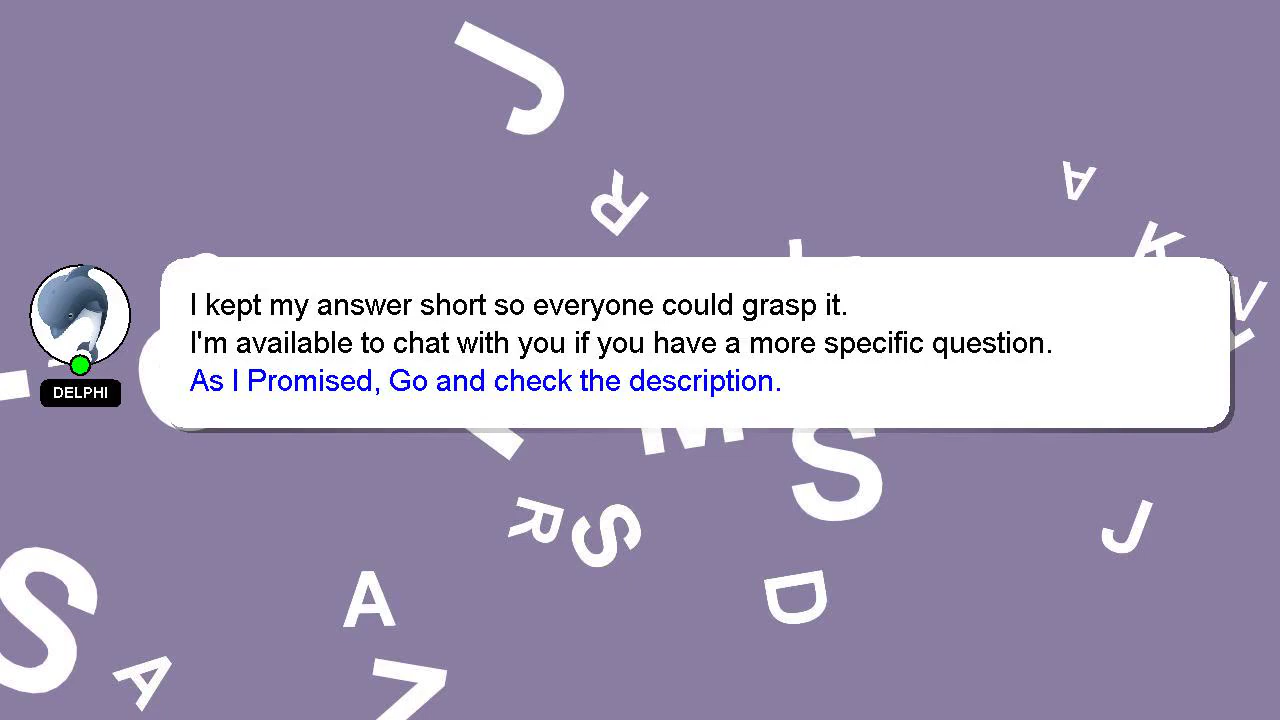 J
R
A
K
V
I kept my answer short so everyone could grasp it.
I'm available to chat with you if you have a more specific question.
As I Promised, Go and check the description.
DELPHI
M
S
R
S
J
A
D
S
A
Z